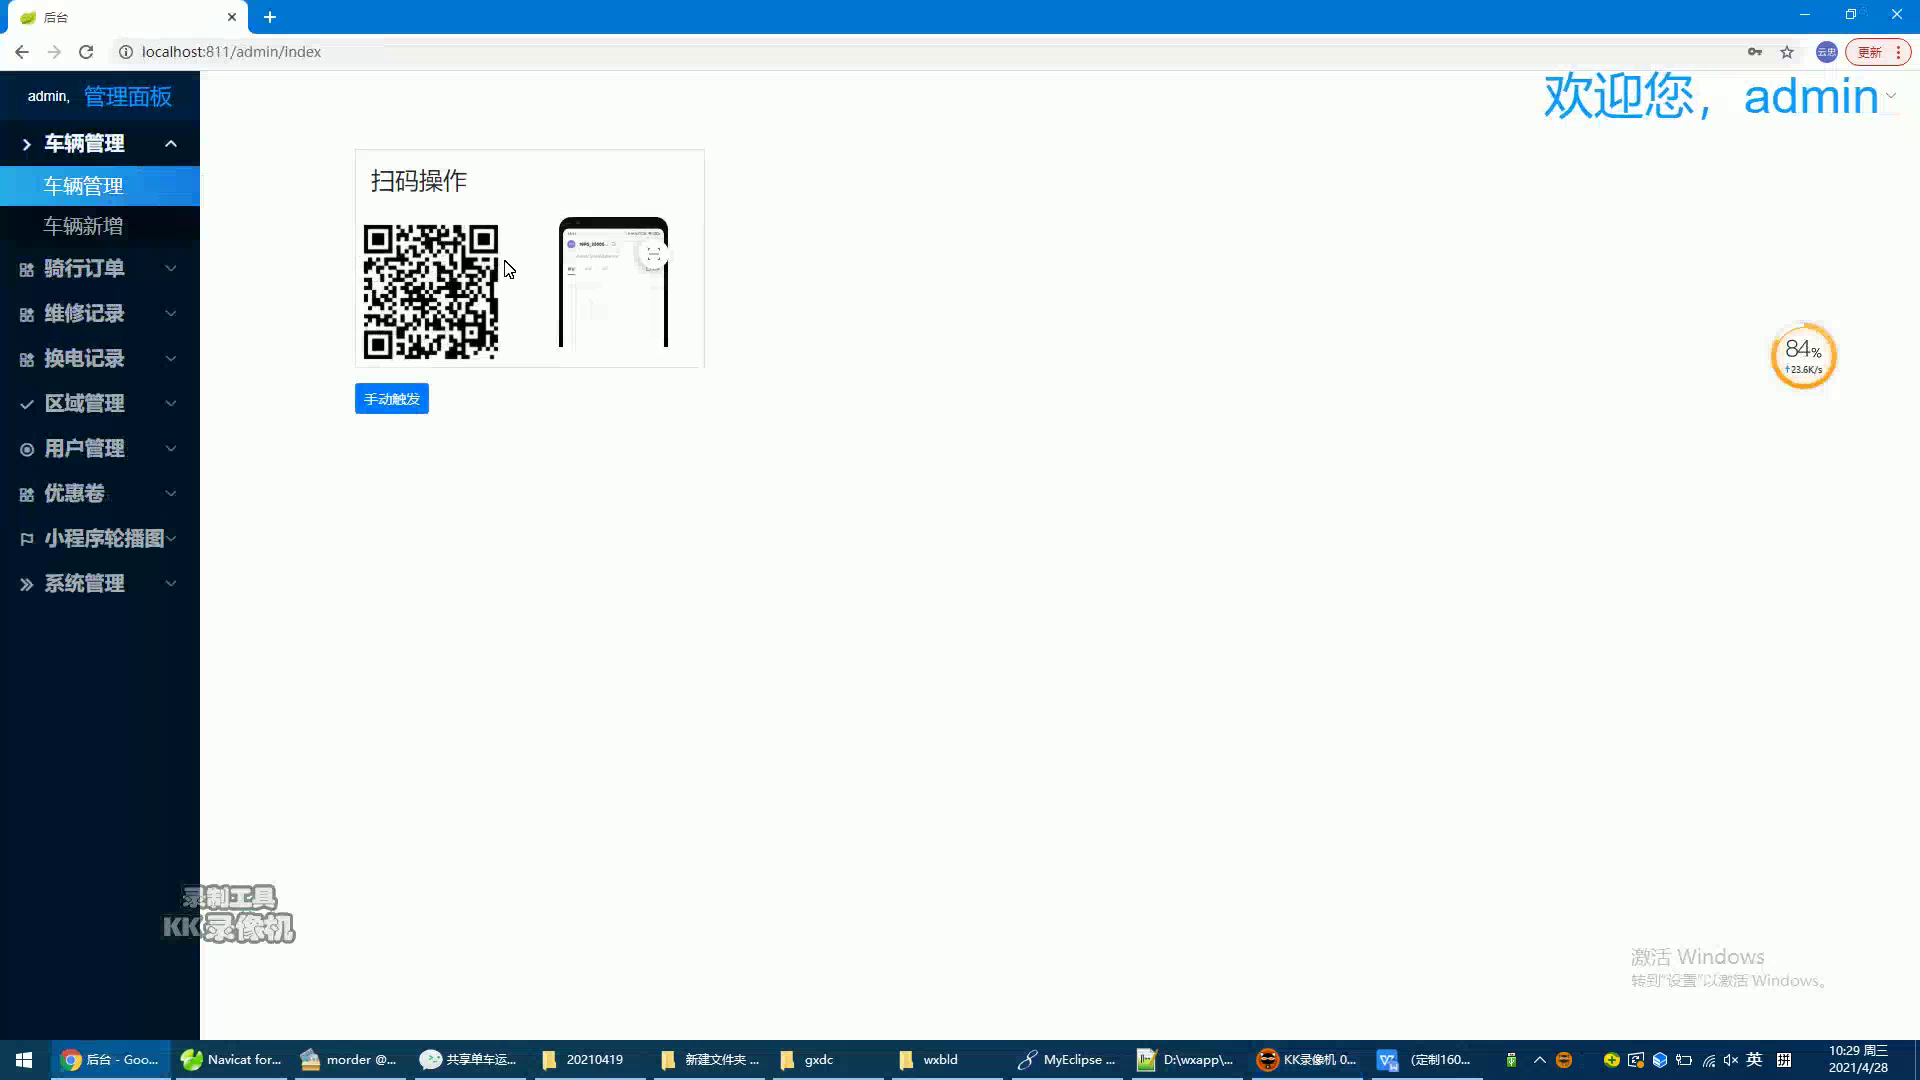 后台
localhost:811/admin/index
更新
admin,
管理面板
欢迎您，admin
车辆管理
车辆管理
车辆新增
骑行订单
维修记录
换电记录
区域管理
用户管理
优惠卷
小程序轮播图
系统管理
扫码操作
手动触发
84%
↑23.6K/s
录制工具
KK录像机
激活 Windows
转到“设置”以激活 Windows。
后台 - Goo...
Navicat for...
morder @...
共享单车运...
20210419
新建文件夹 ...
gxdc
wxbld
MyEclipse ...
D:\wxapp\...
KK录像机 0...
(定制160...
英
10:29 周三
2021/4/28